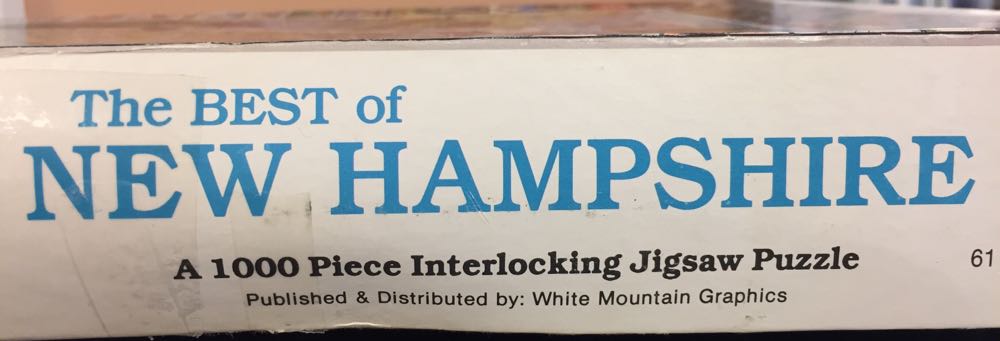 The BEST of
NEW HAMPSHIRE
A 1000 Piece Interlocking Jigsaw Puzzle
61
Published & Distributed by: White Mountain Graphics